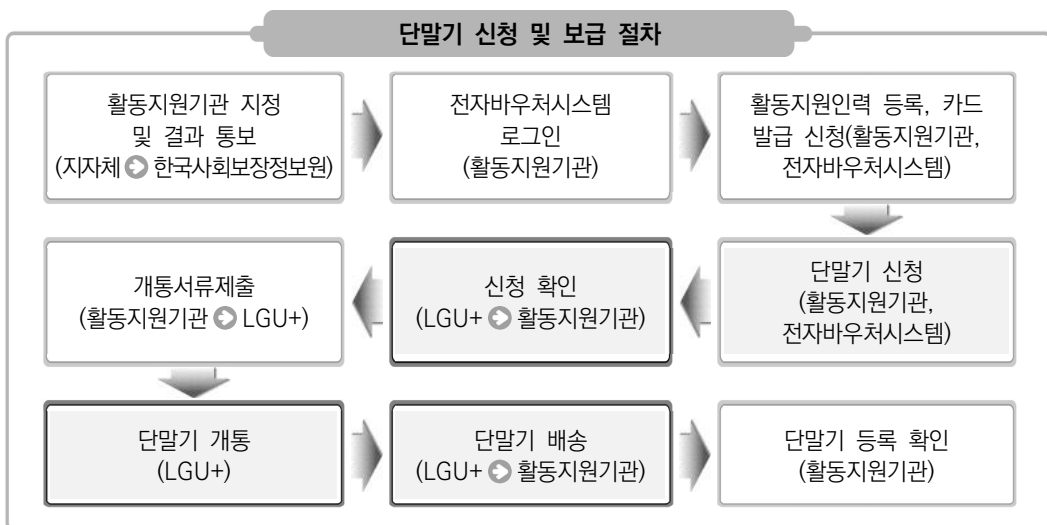 단말기 신청 및 보급 절차
활동지원기관 지정
및 결과 통보
(지자체 ➲ 한국사회보장정보원)
전자바우처시스템
로그인
(활동지원기관)
활동지원인력 등록, 카드
발급 신청(활동지원기관,
전자바우처시스템)
단말기 신청
(활동지원기관,
전자바우처시스템)
신청 확인
(LGU+ ➲ 활동지원기관)
개통서류제출
(활동지원기관 ➲ LGU+)
단말기 개통
(LGU+)
단말기 배송
(LGU+ ➲ 활동지원기관)
단말기 등록 확인
(활동지원기관)